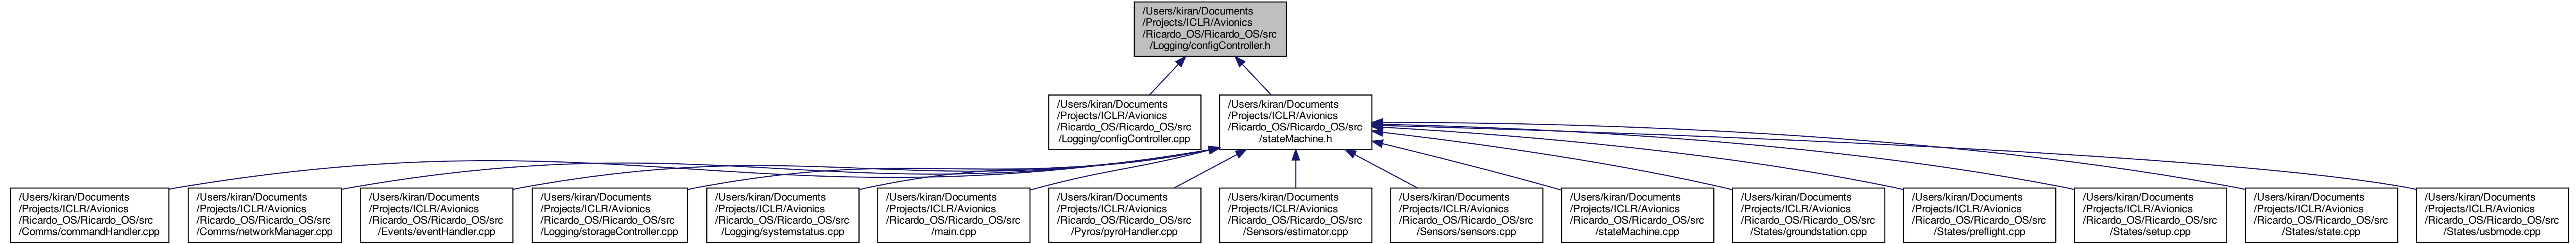 /Users/kiran/Documents
/Projects/ICLR/Avionics
/Ricardo_OS/Ricardo_OS/src
/Logging/configController.h
/Users/kiran/Documents
/Projects/ICLR/Avionics
/Ricardo_OS/Ricardo_OS/src
/Logging/configController.cpp
/Users/kiran/Documents
/Projects/ICLR/Avionics
/Ricardo_OS/Ricardo_OS/src
/stateMachine.h
/Users/kiran/Documents
/Projects/ICLR/Avionics
/Ricardo_OS/Ricardo_OS/src
/Comms/commandHandler.cpp
/Users/kiran/Documents
/Projects/ICLR/Avionics
/Ricardo_OS/Ricardo_OS/src
/Comms/networkManager.cpp
/Users/kiran/Documents
/Projects/ICLR/Avionics
/Ricardo_OS/Ricardo_OS/src
/Events/eventHandler.cpp
/Users/kiran/Documents
/Projects/ICLR/Avionics
/Ricardo_OS/Ricardo_OS/src
/Logging/storageController.cpp
/Users/kiran/Documents
/Projects/ICLR/Avionics
/Ricardo_OS/Ricardo_OS/src
/Logging/systemstatus.cpp
/Users/kiran/Documents
/Projects/ICLR/Avionics
/Ricardo_OS/Ricardo_OS/src
/main.cpp
/Users/kiran/Documents
/Projects/ICLR/Avionics
/Ricardo_OS/Ricardo_OS/src
/Pyros/pyroHandler.cpp
/Users/kiran/Documents
/Projects/ICLR/Avionics
/Ricardo_OS/Ricardo_OS/src
/Sensors/estimator.cpp
/Users/kiran/Documents
/Projects/ICLR/Avionics
/Ricardo_OS/Ricardo_OS/src
/Sensors/sensors.cpp
/Users/kiran/Documents
/Projects/ICLR/Avionics
/Ricardo_OS/Ricardo_OS/src
/stateMachine.cpp
/Users/kiran/Documents
/Projects/ICLR/Avionics
/Ricardo_OS/Ricardo_OS/src
/States/groundstation.cpp
/Users/kiran/Documents
/Projects/ICLR/Avionics
/Ricardo_OS/Ricardo_OS/src
/States/preflight.cpp
/Users/kiran/Documents
/Projects/ICLR/Avionics
/Ricardo_OS/Ricardo_OS/src
/States/setup.cpp
/Users/kiran/Documents
/Projects/ICLR/Avionics
/Ricardo_OS/Ricardo_OS/src
/States/state.cpp
/Users/kiran/Documents
/Projects/ICLR/Avionics
/Ricardo_OS/Ricardo_OS/src
/States/usbmode.cpp